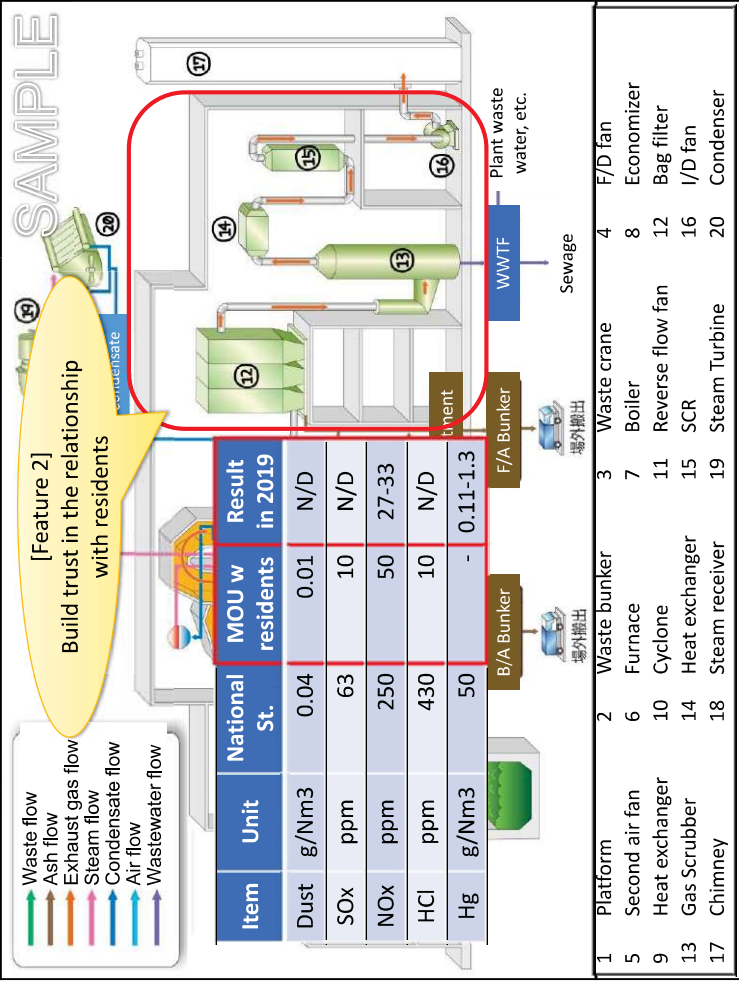 SAMPLE
Waste flow
Ash flow
Exhaust gas flow
Steam flow
Condensate flow
Air flow
Wastewater flow
[Feature 2]
Build trust in the relationship
with residents
⑲
⑳
⑰
⑫
⑬
⑭
⑮
⑯
ondensate
tment
Item Unit National St. MOU w residents Result in 2019
Dust g/Nm3 0.04 0.01 N/D
SOx ppm 63 10 N/D
NOx ppm 250 50 27-33
HCl ppm 430 10 N/D
Hg g/Nm3 50 - 0.11-1.3
B/A Bunker
場外搬出
F/A Bunker
場外搬出
WWTF
Sewage
Plant waste
water, etc.
1 Platform 2 Waste bunker 3 Waste crane 4 F/D fan
5 Second air fan 6 Furnace 7 Boiler 8 Economizer
9 Heat exchanger 10 Cyclone 11 Reverse flow fan 12 Bag filter
13 Gas Scrubber 14 Heat exchanger 15 SCR 16 I/D fan
17 Chimney 18 Steam receiver 19 Steam Turbine 20 Condenser